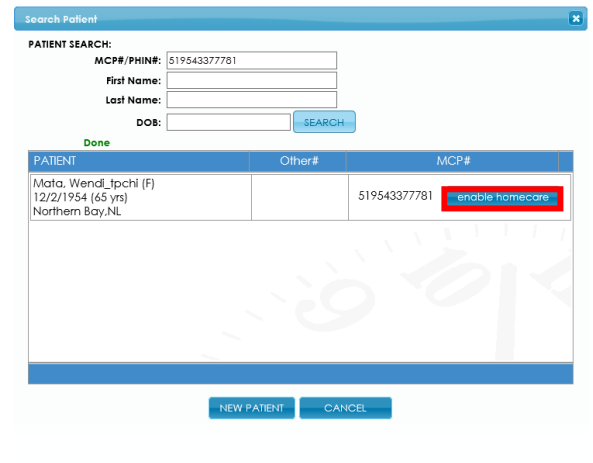 Search Patient
PATIENT SEARCH:
MCP#/PHIN#: 519543377781
First Name:
Last Name:
DOB: SEARCH
Done
PATIENT Other# MCP#
Mata, Wendi_tpchi (F)
12/2/1954 (65 yrs)
Northern Bay,NL
519543377781 enable homecare
NEW PATIENT CANCEL